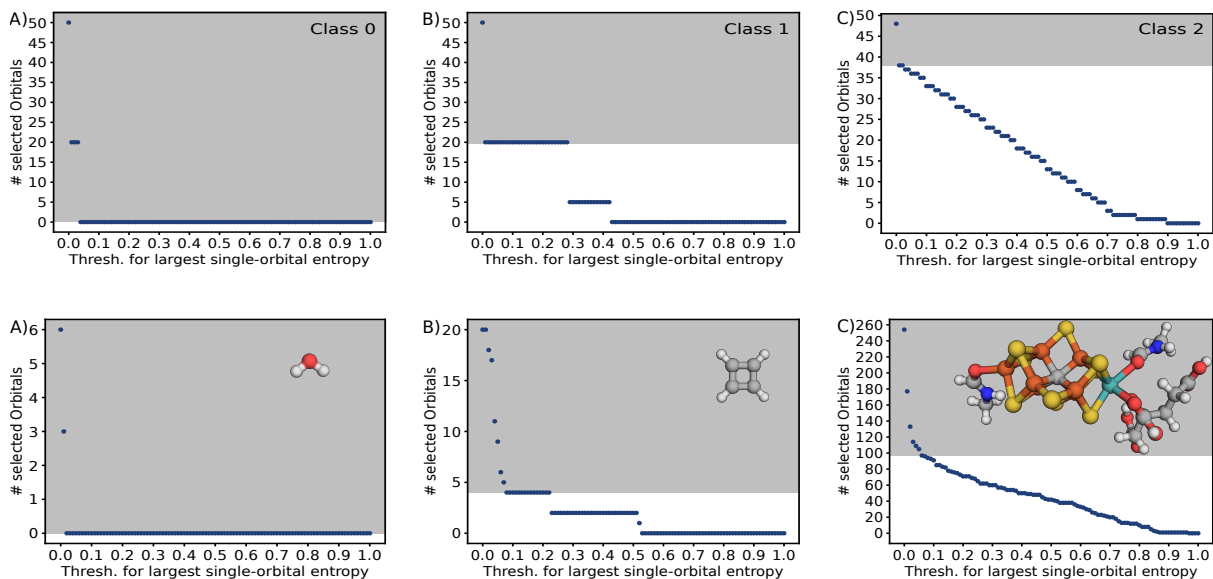 A)
Class 0
50
45
40
35
30
25
20
15
10
5
0
# selected Orbitals
0.0 0.1 0.2 0.3 0.4 0.5 0.6 0.7 0.8 0.9 1.0
Thresh. for largest single-orbital entropy
B)
Class 1
50
45
40
35
30
25
20
15
10
5
0
# selected Orbitals
0.0 0.1 0.2 0.3 0.4 0.5 0.6 0.7 0.8 0.9 1.0
Thresh. for largest single-orbital entropy
C)
Class 2
50
45
40
35
30
25
20
15
10
5
0
# selected Orbitals
0.0 0.1 0.2 0.3 0.4 0.5 0.6 0.7 0.8 0.9 1.0
Thresh. for largest single-orbital entropy
A)
6
5
4
3
2
1
0
# selected Orbitals
0.0 0.1 0.2 0.3 0.4 0.5 0.6 0.7 0.8 0.9 1.0
Thresh. for largest single-orbital entropy
B)
20
15
10
5
0
# selected Orbitals
0.0 0.1 0.2 0.3 0.4 0.5 0.6 0.7 0.8 0.9 1.0
Thresh. for largest single-orbital entropy
C)
260
240
220
200
180
160
140
120
100
80
60
40
20
0
# selected Orbitals
0.0 0.1 0.2 0.3 0.4 0.5 0.6 0.7 0.8 0.9 1.0
Thresh. for largest single-orbital entropy